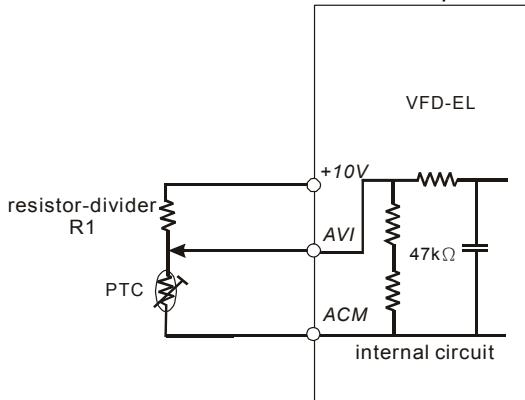 VFD-EL
+10V
resistor-divider
R1
AVI
47kΩ
PTC
ACM
internal circuit